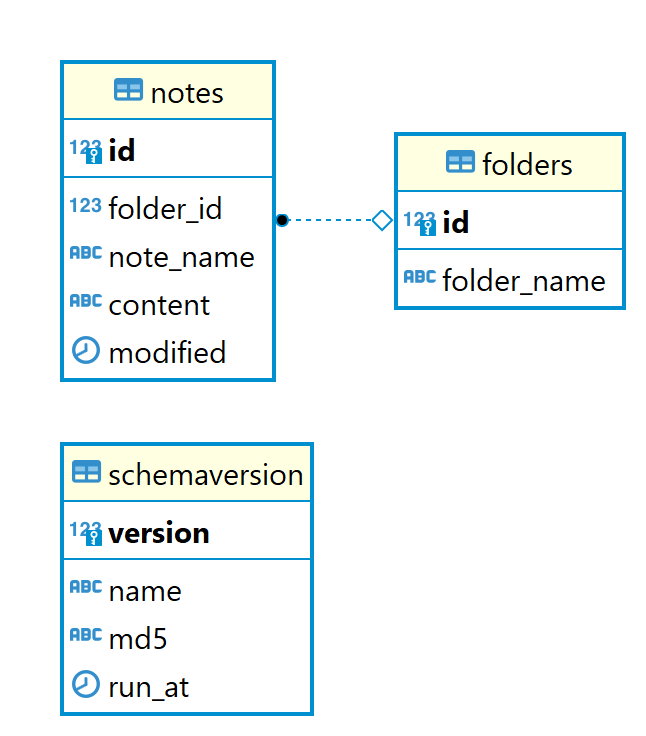 notes
123 id
123 folder_id
ABC note_name
ABC content
modified
folders
123 id
ABC folder_name
schemaversion
123 version
ABC name
ABC md5
run_at